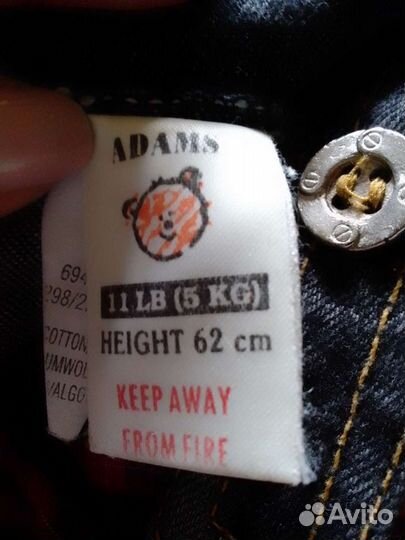 ADAMS
11 LB (5 KG)
HEIGHT 62 cm
KEEP AWAY
FROM FIRE
694
298/2
COTTON
UMWOL
/ALGO
Avito